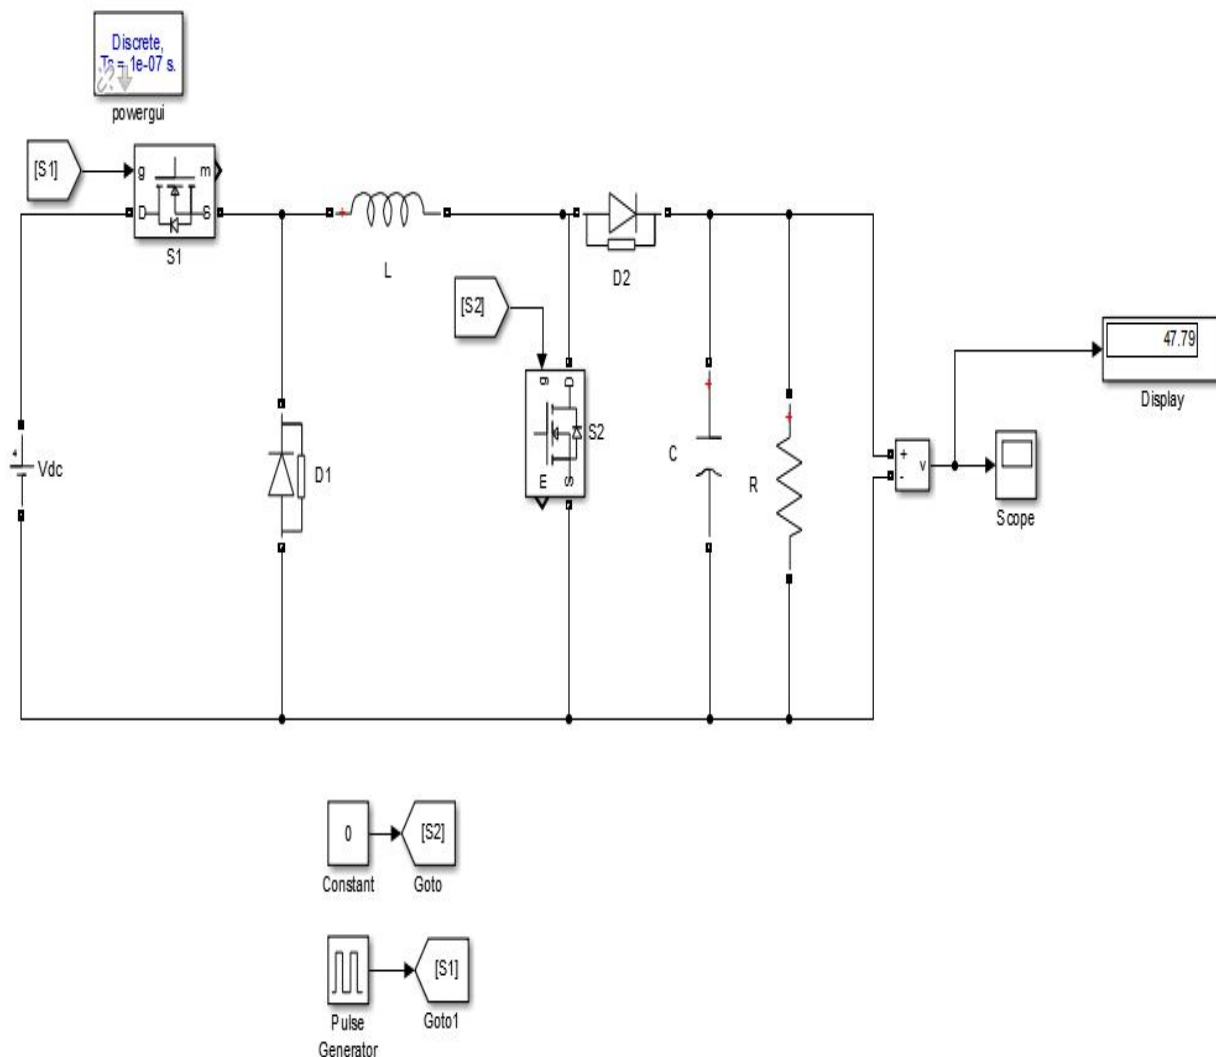 Discrete,
Ts = 1e-07 s.
powergui
[S1]
g
m
D
S
S1
L
D2
[S2]
g
D
S2
E
S
Vdc
D1
C
R
+
-
v
47.79
Display
Scope
0
[S2]
Constant
Goto
[S1]
Pulse
Generator
Goto1